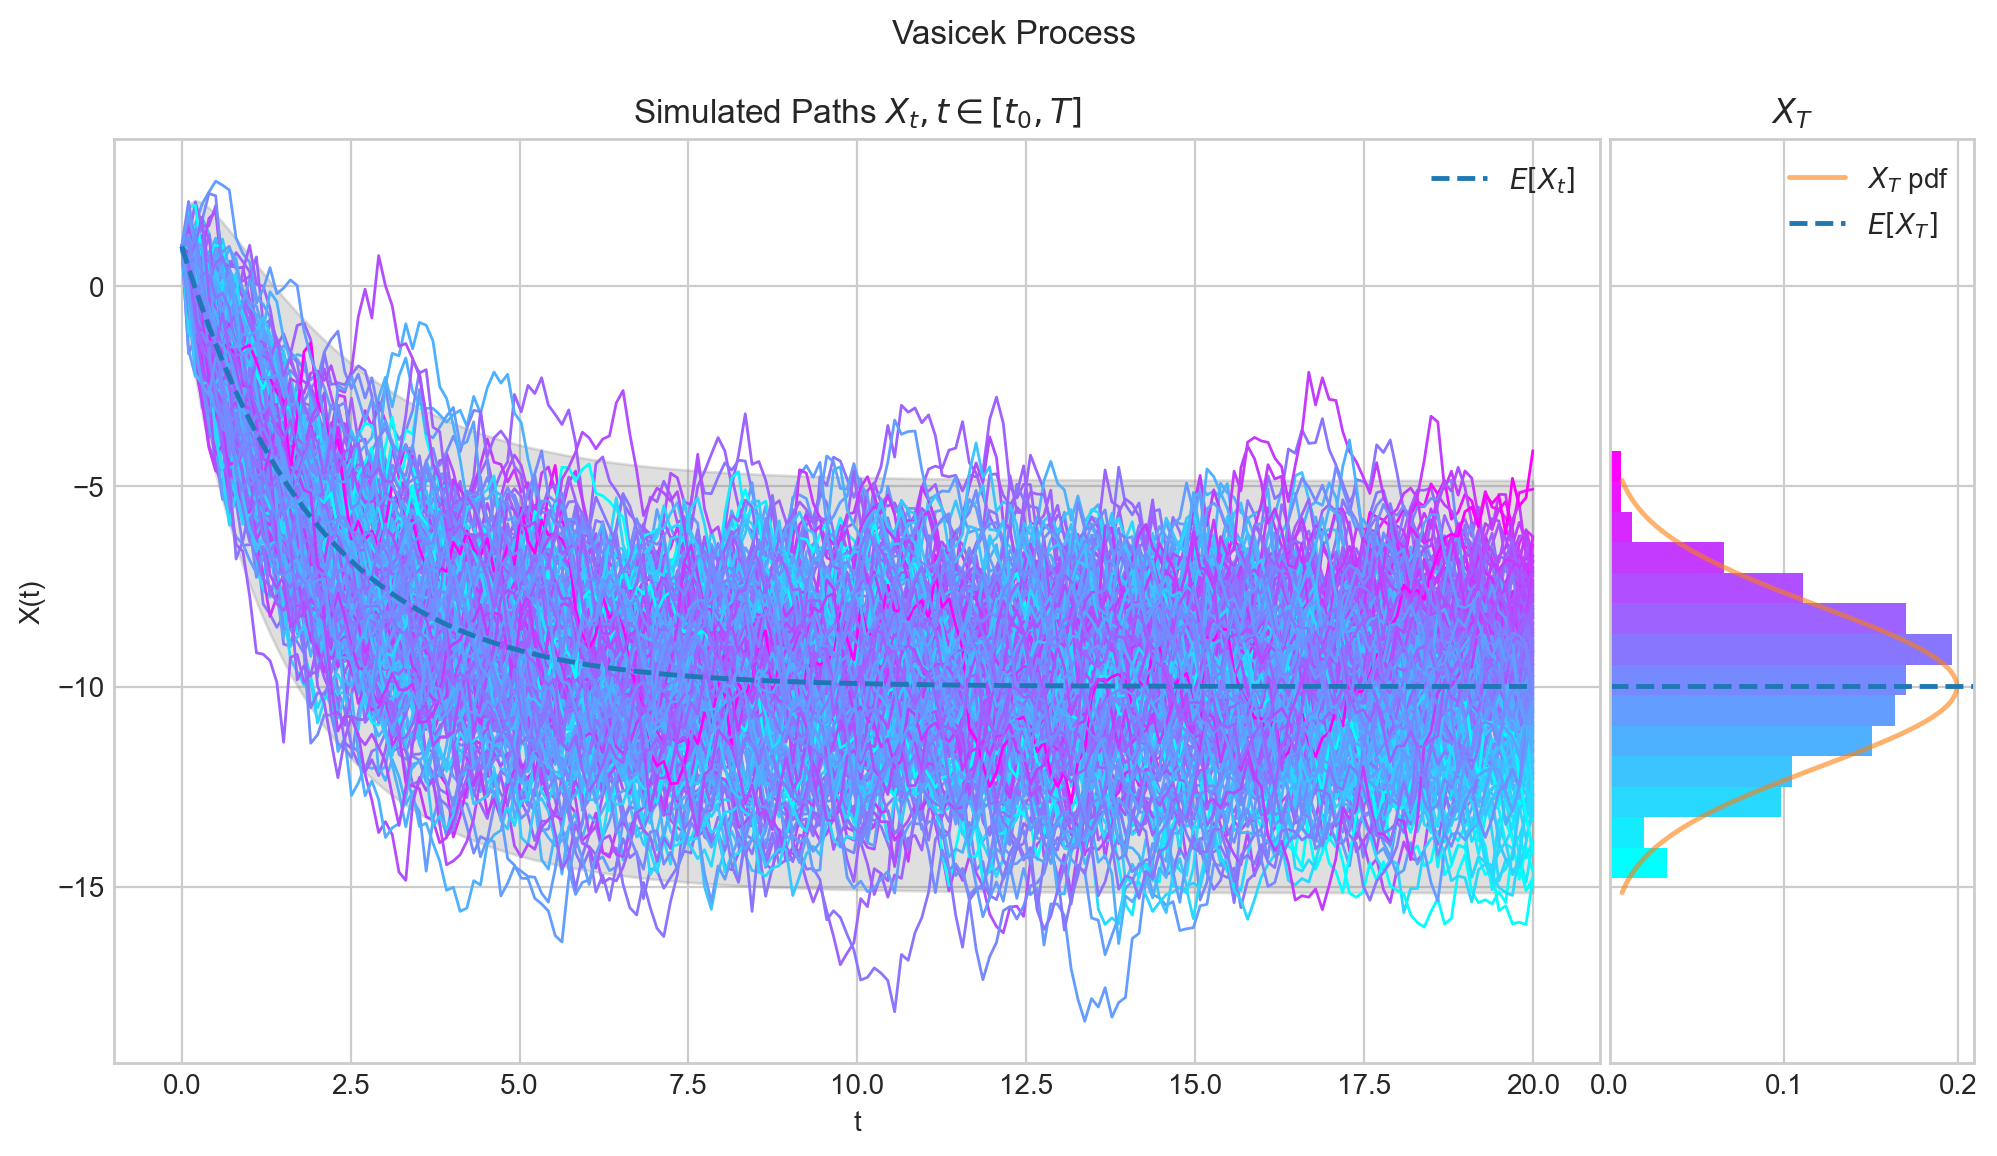 Vasicek Process
Simulated Paths $X_t, t \in [t_0, T]$
$X_T$
$E[X_t]$
$X_T$ pdf
$E[X_T]$
0
−5
−10
−15
X(t)
0.0 2.5 5.0 7.5 10.0 12.5 15.0 17.5 20.0 0.0 0.1 0.2
t